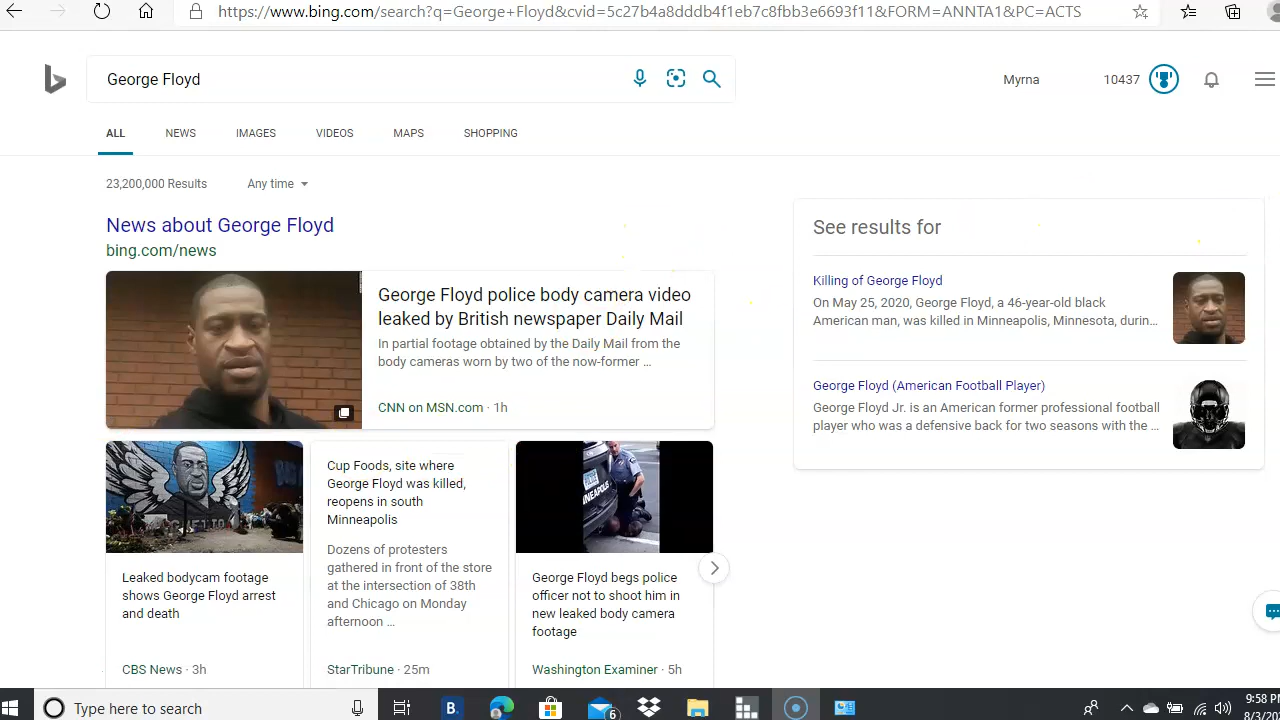 https://www.bing.com/search?q=George+Floyd&cvid=5c27b4a8dddb4f1eb7c8fbb3e6693f11&FORM=ANNTA1&PC=ACTS
George Floyd
Myrna
10437
ALL NEWS IMAGES VIDEOS MAPS SHOPPING
23,200,000 Results
Any time
News about George Floyd
bing.com/news
George Floyd police body camera video
leaked by British newspaper Daily Mail
In partial footage obtained by the Daily Mail from the
body cameras worn by two of the now-former ...
CNN on MSN.com · 1h
Leaked bodycam footage
shows George Floyd arrest
and death
CBS News · 3h
Cup Foods, site where
George Floyd was killed,
reopens in south
Minneapolis
Dozens of protesters
gathered in front of the store
at the intersection of 38th
and Chicago on Monday
afternoon ...
StarTribune · 25m
George Floyd begs police
officer not to shoot him in
new leaked body camera
footage
Washington Examiner · 5h
See results for
Killing of George Floyd
On May 25, 2020, George Floyd, a 46-year-old black
American man, was killed in Minneapolis, Minnesota, durin...
George Floyd (American Football Player)
George Floyd Jr. is an American former professional football
player who was a defensive back for two seasons with the ...
Type here to search
B.
6
9:58 PM
8/3/20